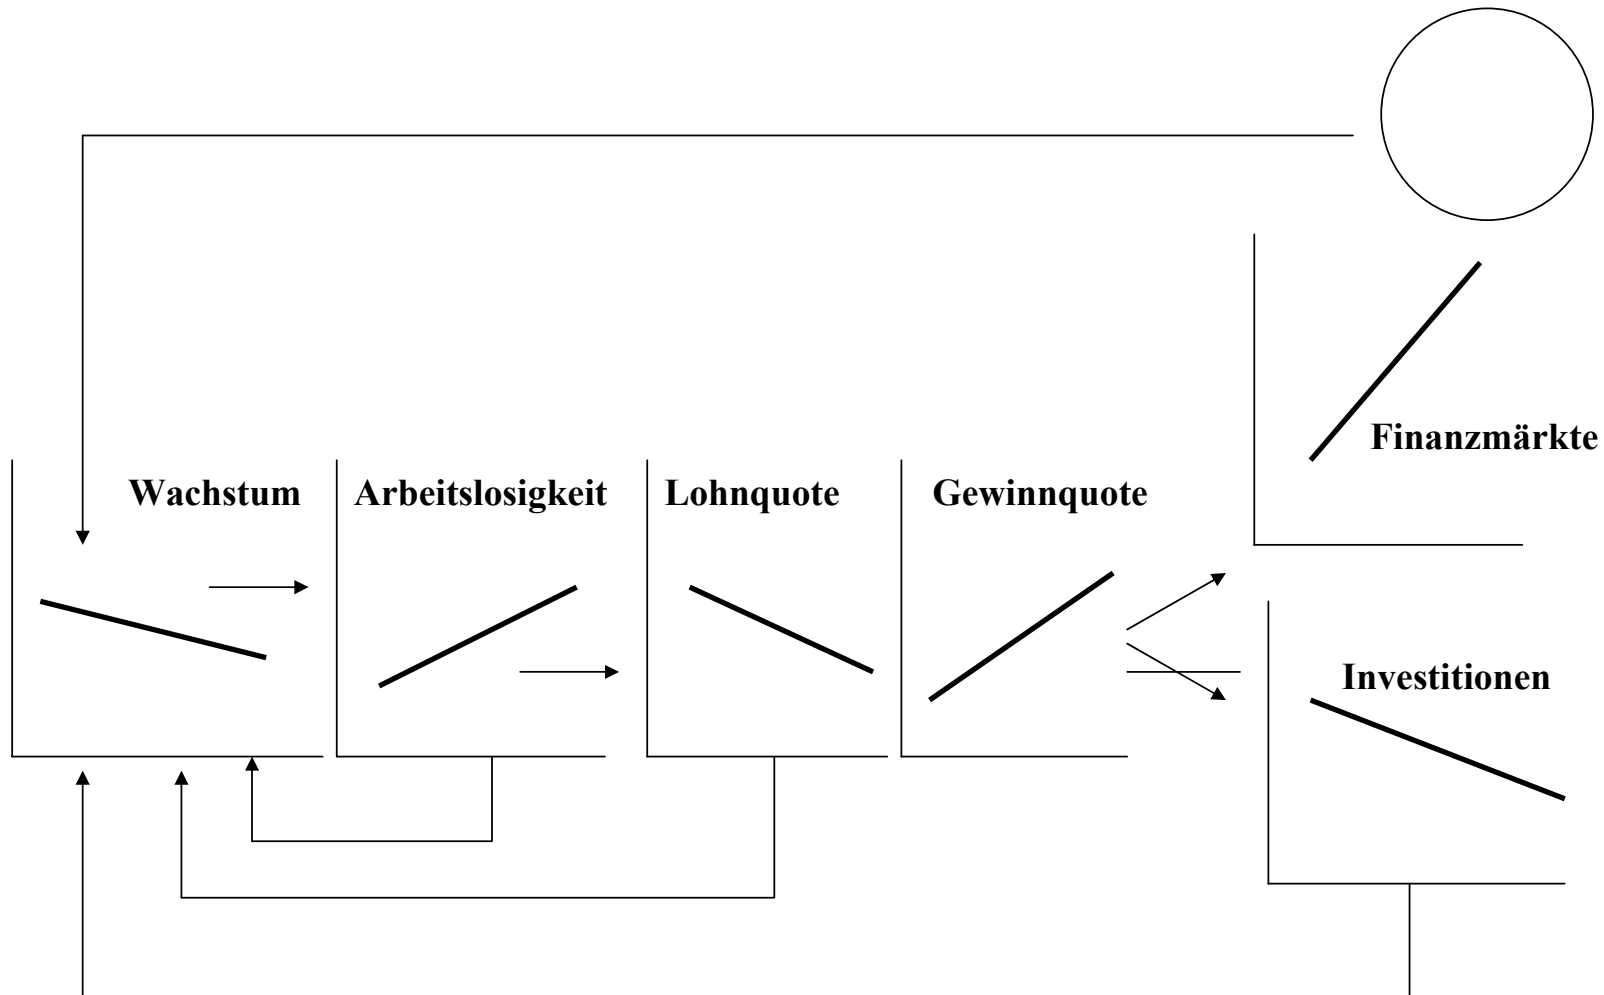 Finanzmärkte
Wachstum
Arbeitslosigkeit
Lohnquote
Gewinnquote
Investitionen